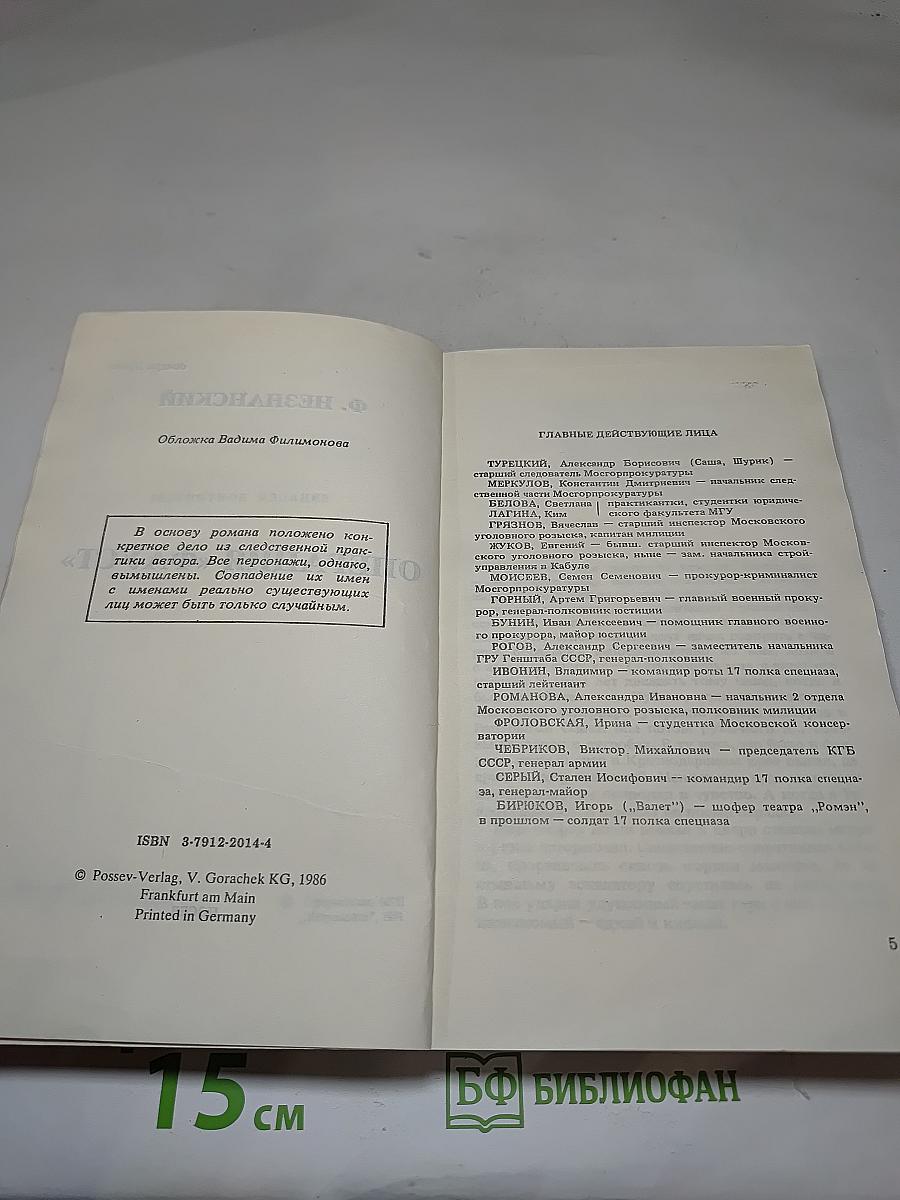 Обложка Вадима Филимонова
В основу романа положено кон-
кретное дело из следственной прак-
тики автора. Все персонажи, однако,
вымышлены. Совпадение их имен
с именами реально существующих
лиц может быть только случайным.
ISBN 3-7912-2014-4
© Possev-Verlag, V. Gorachek KG, 1986
Frankfurt am Main
Printed in Germany
ГЛАВНЫЕ ДЕЙСТВУЮЩИЕ ЛИЦА
ТУРЕЦКИЙ, Александр Борисович (Саша, Шурик) —
старший следователь Мосгорпрокуратуры
МЕРКУЛОВ, Константин Дмитриевич — начальник след-
ственной части Мосгорпрокуратуры
БЕЛОВА, Светлана | практикантки, студентки юридиче-
ЛАГИНА, Ким | ского факультета МГУ
ГРЯЗНОВ, Вячеслав — старший инспектор Московского
уголовного розыска, капитан милиции
ЖУКОВ, Евгений — бывш. старший инспектор Москов-
ского уголовного розыска, ныне — зам. начальника строй-
управления в Кабуле
МОИСЕЕВ, Семен Семенович — прокурор-криминалист
Мосгорпрокуратуры
ГОРНЫЙ, Артем Григорьевич — главный военный проку-
рор, генерал-полковник юстиции
БУНИН, Иван Алексеевич — помощник главного военно-
го прокурора, майор юстиции
РОГОВ, Александр Сергеевич — заместитель начальника
ГРУ Генштаба СССР, генерал-полковник
ИВОНИН, Владимир — командир роты 17 полка спецназа,
старший лейтенант
РОМАНОВА, Александра Ивановна — начальник 2 отдела
Московского уголовного розыска, полковник милиции
ФРОЛОВСКАЯ, Ирина — студентка Московской консер-
ватории
ЧЕБРИКОВ, Виктор Михайлович — председатель КГБ
СССР, генерал армии
СЕРЫЙ, Стален Иосифович -- командир 17 полка спецна-
за, генерал-майор
БИРЮКОВ, Игорь („Валет”) — шофер театра „Ромэн”,
в прошлом — солдат 17 полка спецназа
5
15 см
БФ БИБЛИОФАН